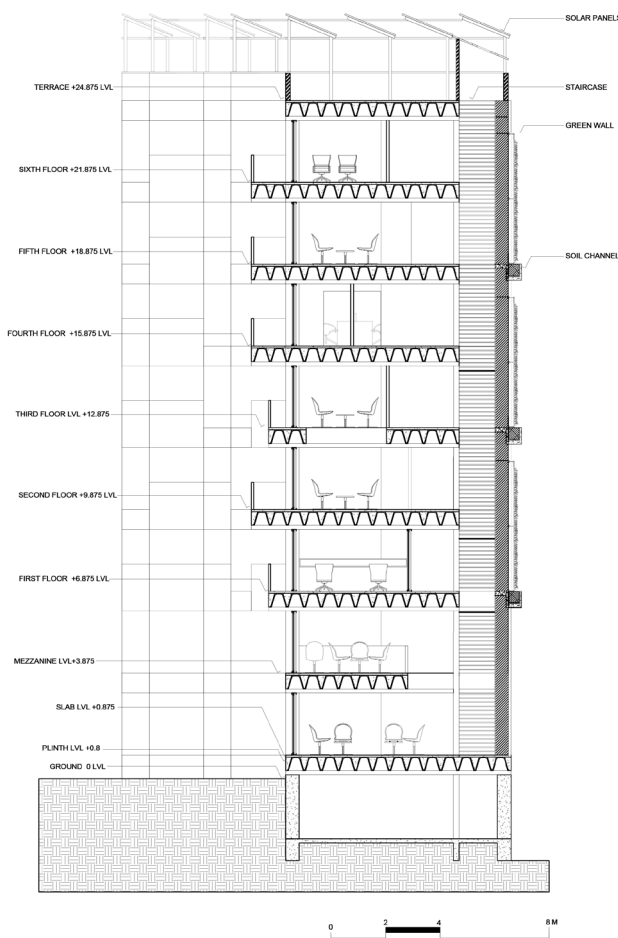 SOLAR PANELS
TERRACE +24.875 LVL
STAIRCASE
GREEN WALL
SIXTH FLOOR +21.875 LVL
FIFTH FLOOR +18.875 LVL
SOIL CHANNEL
FOURTH FLOOR +15.875 LVL
THIRD FLOOR LVL +12.875
SECOND FLOOR +9.875 LVL
FIRST FLOOR +6.875 LVL
MEZZANINE LVL+3.875
SLAB LVL +0.875
PLINTH LVL +0.8
GROUND 0 LVL
0 2 4 8 M